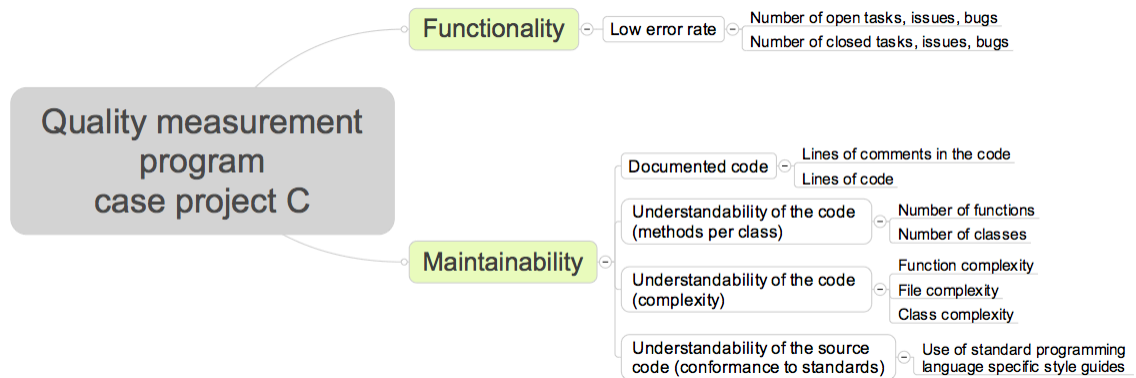 Quality measurement
program
case project C
Functionality
Low error rate
Number of open tasks, issues, bugs
Number of closed tasks, issues, bugs
Maintainability
Documented code
Lines of comments in the code
Lines of code
Understandability of the code
(methods per class)
Number of functions
Number of classes
Understandability of the code
(complexity)
Function complexity
File complexity
Class complexity
Understandability of the source
code (conformance to standards)
Use of standard programming
language specific style guides